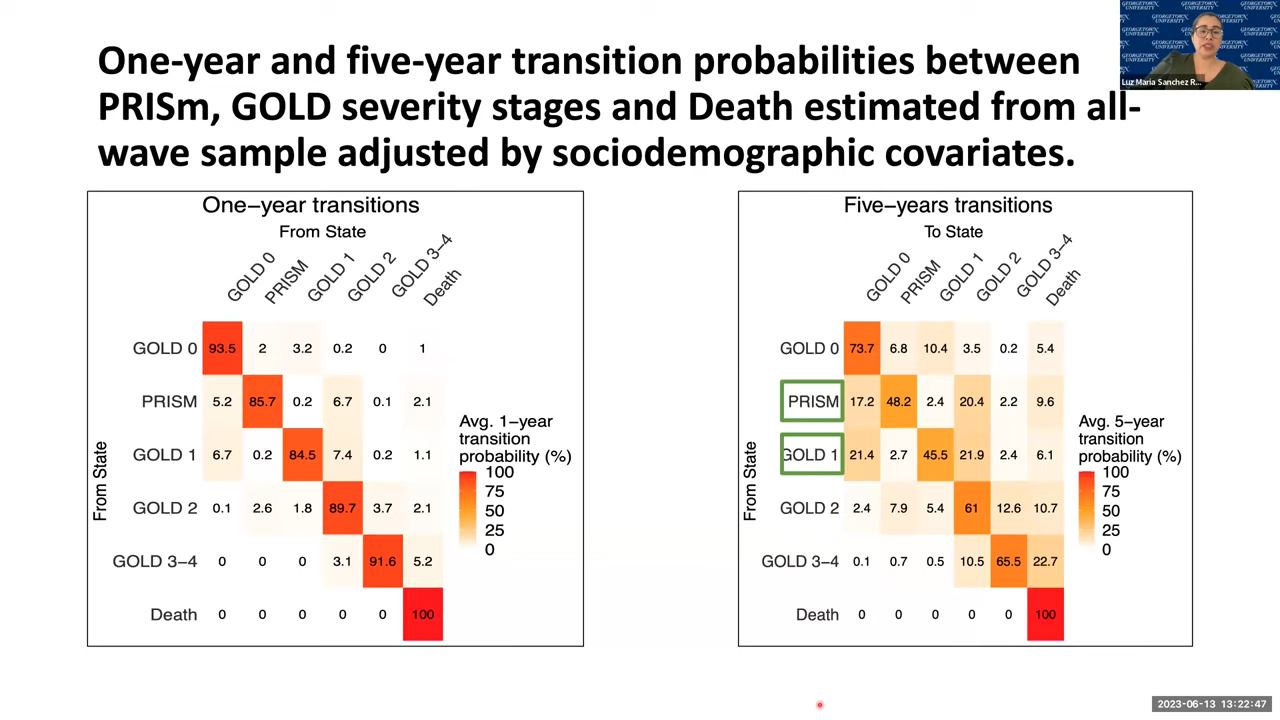 One-year and five-year transition probabilities between
PRISm, GOLD severity stages and Death estimated from all-
wave sample adjusted by sociodemographic covariates.
GEORGETOWN
UNIVERSITY
Luz Maria Sanchez R...
One−year transitions
From State
GOLD 0
PRISM
GOLD 1
GOLD 2
GOLD 3−4
Death
From State
GOLD 0 93.5 2 3.2 0.2 0 1
PRISM 5.2 85.7 0.2 6.7 0.1 2.1
GOLD 1 6.7 0.2 84.5 7.4 0.2 1.1
GOLD 2 0.1 2.6 1.8 89.7 3.7 2.1
GOLD 3−4 0 0 0 3.1 91.6 5.2
Death 0 0 0 0 0 100
Avg. 1−year
transition
probability (%)
100
75
50
25
0
Five−years transitions
To State
GOLD 0
PRISM
GOLD 1
GOLD 2
GOLD 3−4
Death
From State
GOLD 0 73.7 6.8 10.4 3.5 0.2 5.4
PRISM 17.2 48.2 2.4 20.4 2.2 9.6
GOLD 1 21.4 2.7 45.5 21.9 2.4 6.1
GOLD 2 2.4 7.9 5.4 61 12.6 10.7
GOLD 3−4 0.1 0.7 0.5 10.5 65.5 22.7
Death 0 0 0 0 0 100
Avg. 5−year
transition
probability (%)
100
75
50
25
0
2023-06-13 13:22:47